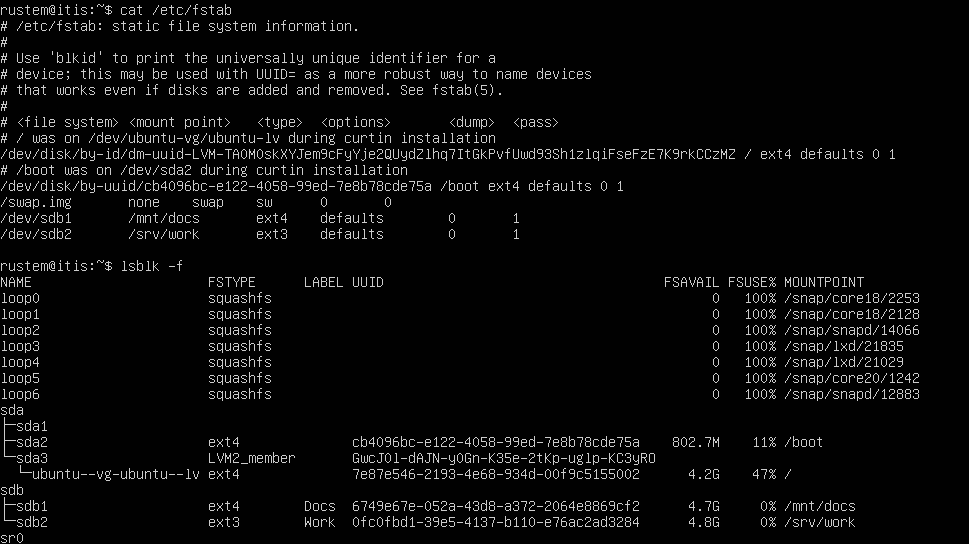 rustem@itis:~$ cat /etc/fstab
# /etc/fstab: static file system information.
#
# Use 'blkid' to print the universally unique identifier for a
# device; this may be used with UUID= as a more robust way to name devices
# that works even if disks are added and removed. See fstab(5).
#
# <file system> <mount point>   <type>  <options>       <dump>  <pass>
# / was on /dev/ubuntu-vg/ubuntu-lv during curtin installation
/dev/disk/by-id/dm-uuid-LVM-TAOM0skXYJem9cFyYje2QUydZlhq7ItGkPvfUwd93Sh1zlqiFseFzE7K9rkCCzMZ / ext4 defaults 0 1
# /boot was on /dev/sda2 during curtin installation
/dev/disk/by-uuid/cb4096bc-e122-4058-99ed-7e8b78cde75a /boot ext4 defaults 0 1
/swap.img       none    swap    sw      0       0
/dev/sdb1       /mnt/docs       ext4    defaults        0       1
/dev/sdb2       /srv/work       ext3    defaults        0       1
rustem@itis:~$ lsblk -f
NAME                      FSTYPE      LABEL UUID                                   FSAVAIL FSUSE% MOUNTPOINT
loop0                     squashfs                                                       0   100% /snap/core18/2253
loop1                     squashfs                                                       0   100% /snap/core18/2128
loop2                     squashfs                                                       0   100% /snap/snapd/14066
loop3                     squashfs                                                       0   100% /snap/lxd/21835
loop4                     squashfs                                                       0   100% /snap/lxd/21029
loop5                     squashfs                                                       0   100% /snap/core20/1242
loop6                     squashfs                                                       0   100% /snap/snapd/12883
sda
├─sda1
├─sda2                    ext4              cb4096bc-e122-4058-99ed-7e8b78cde75a    802.7M    11% /boot
└─sda3                    LVM2_member       GwcJOl-dAJN-yOGn-K35e-2tKp-uglp-KC3yRO
  └─ubuntu--vg-ubuntu--lv ext4              7e87e546-2193-4e68-934d-00f9c5155002      4.2G    47% /
sdb
├─sdb1                    ext4        Docs  6749e67e-052a-43d8-a372-2064e8869cf2      4.7G     0% /mnt/docs
└─sdb2                    ext3        Work  0fc0fbd1-39e5-4137-b110-e76ac2ad3284      4.8G     0% /srv/work
sr0